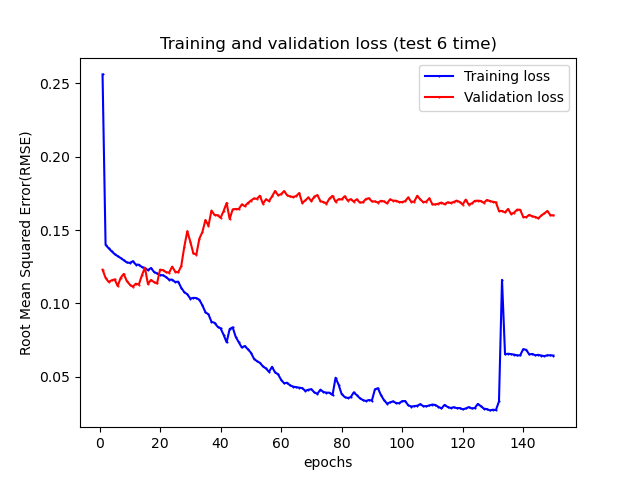 Training and validation loss (test 6 time)
Training loss
Validation loss
Root Mean Squared Error(RMSE)
0.25
0.20
0.15
0.10
0.05
0 20 40 60 80 100 120 140
epochs